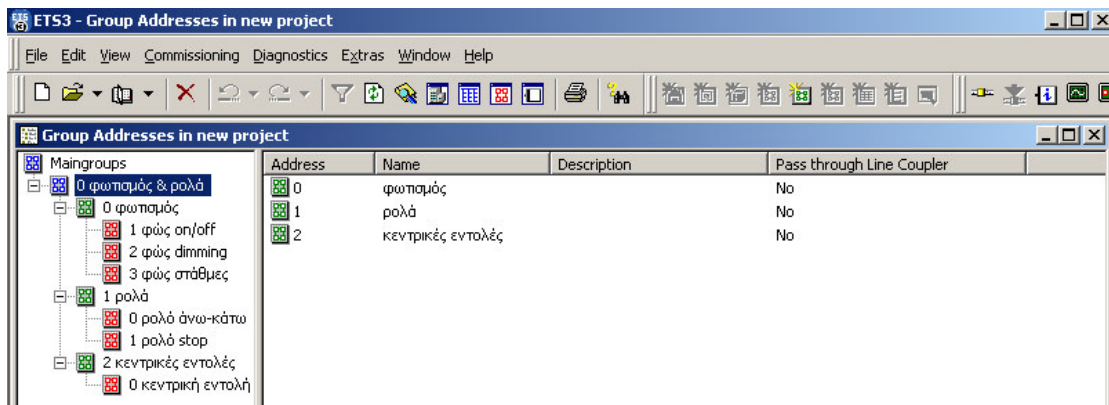 ETS3 - Group Addresses in new project
File Edit View Commissioning Diagnostics Extras Window Help
Group Addresses in new project
Maingroups
0 φωτισμός & ρολά
0 φωτισμός
1 φώς on/off
2 φώς dimming
3 φώς στάθμες
1 ρολά
0 ρολό άνω-κάτω
1 ρολό stop
2 κεντρικές εντολές
0 κεντρική εντολή
Address Name Description Pass through Line Coupler
0 φωτισμός No
1 ρολά No
2 κεντρικές εντολές No